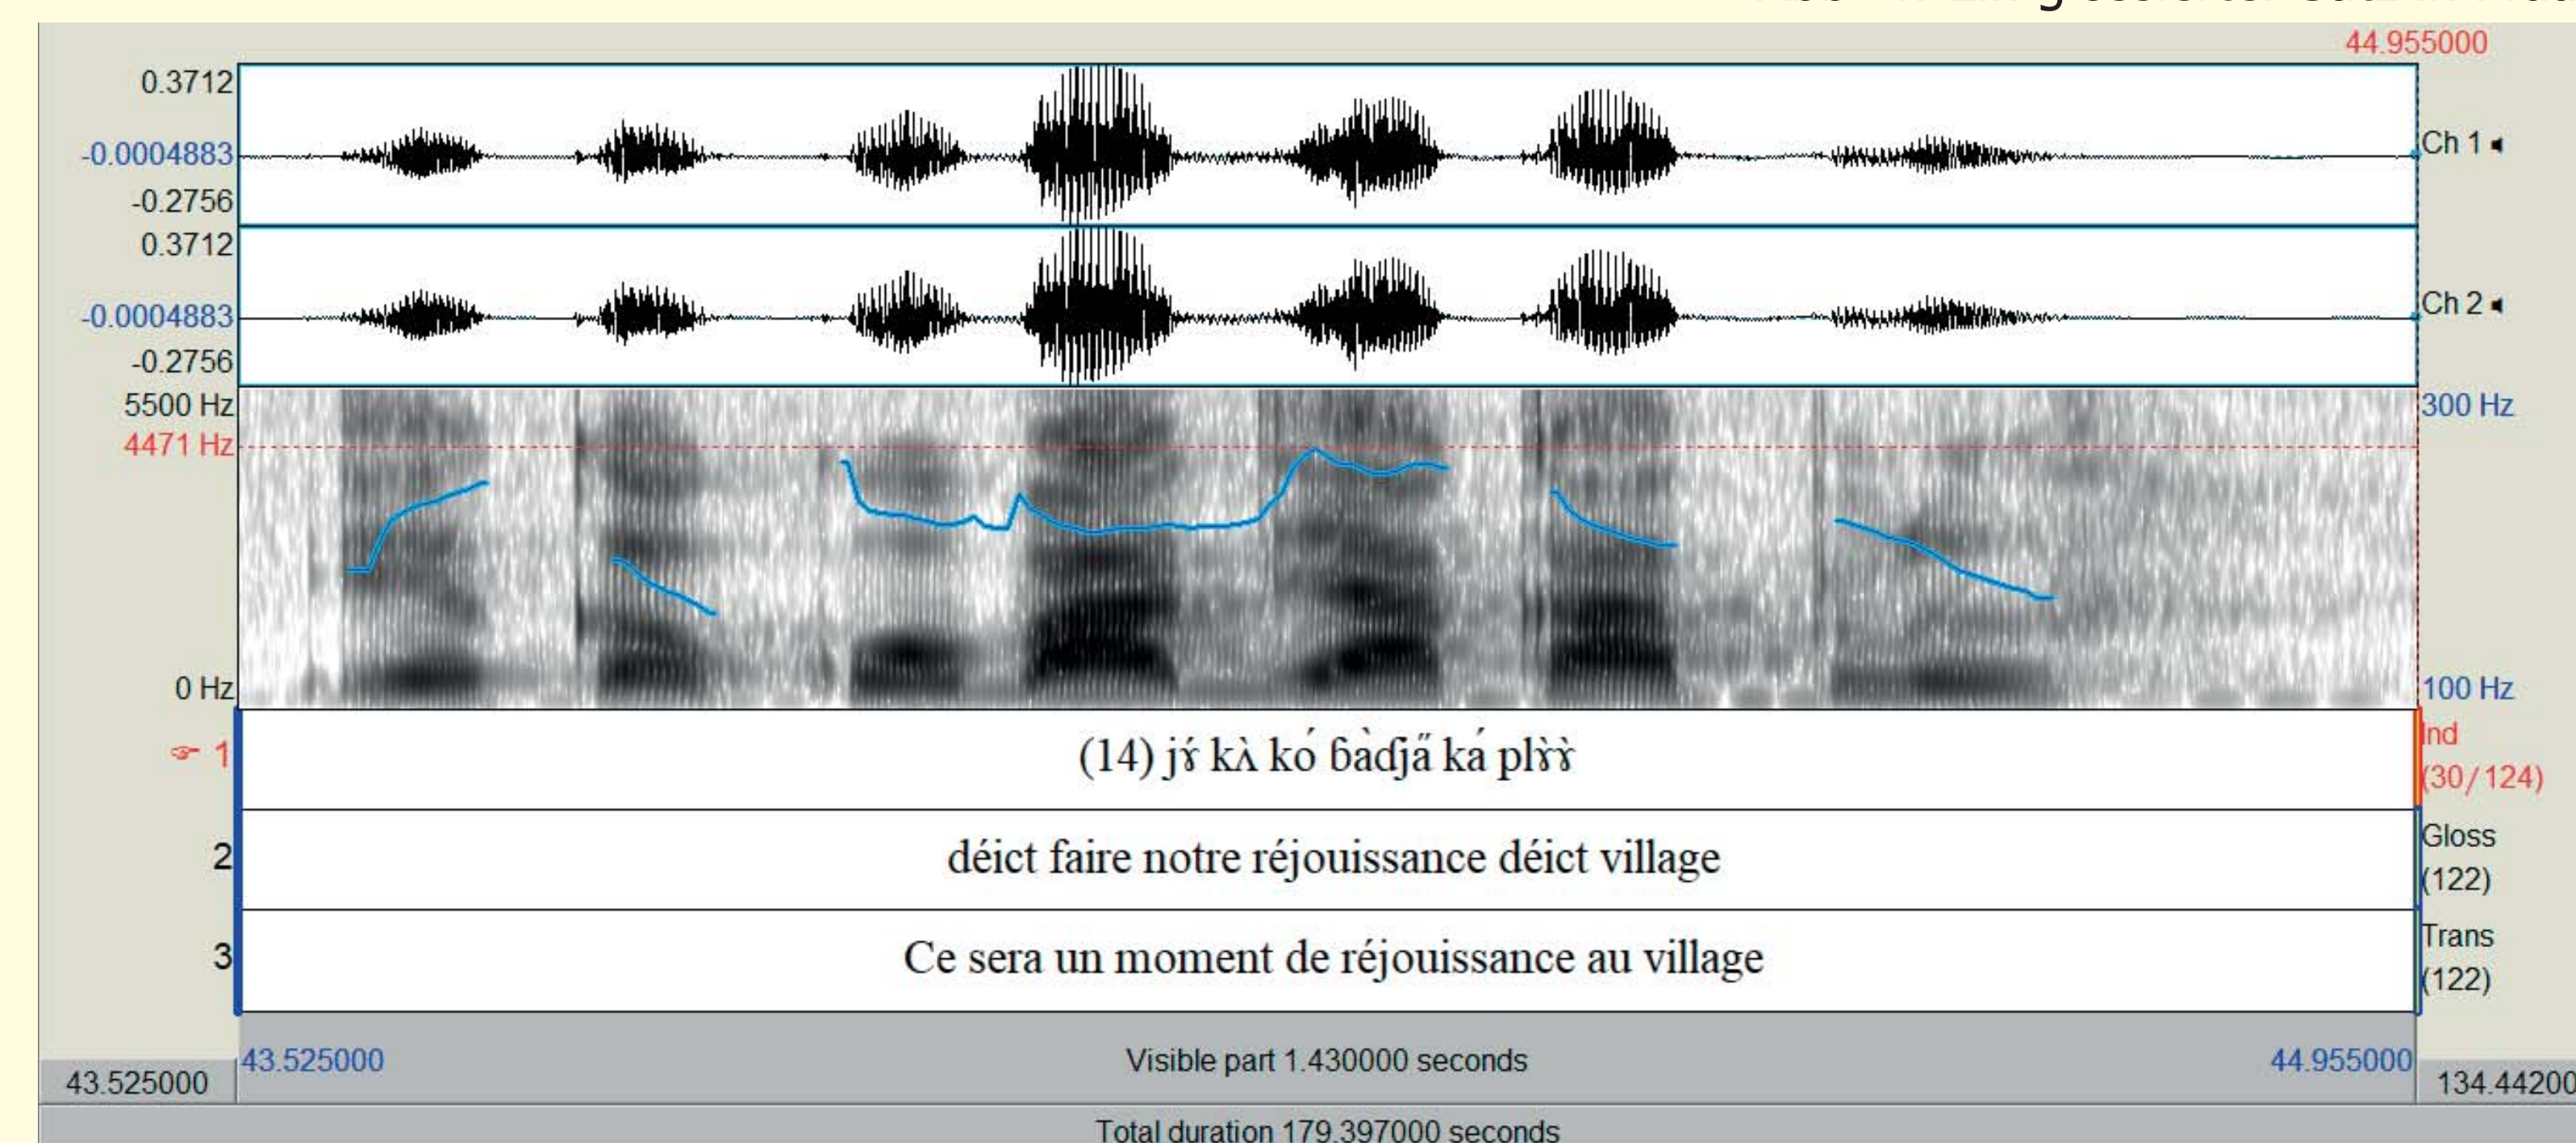 44.955000
0.3712
-0.0004883
-0.2756
Ch 1
0.3712
-0.0004883
-0.2756
Ch 2
5500 Hz
300 Hz
4471 Hz
0 Hz
100 Hz
1
(14) jɤ́ kʌ̀ kó ɓàɗja̋ ká plɤ̀ɤ̀
Ind
(30/124)
2
déict faire notre réjouissance déict village
Gloss
(122)
3
Ce sera un moment de réjouissance au village
Trans
(122)
43.525000
Visible part 1.430000 seconds
44.955000
43.525000
134.442000
Total duration 179.397000 seconds